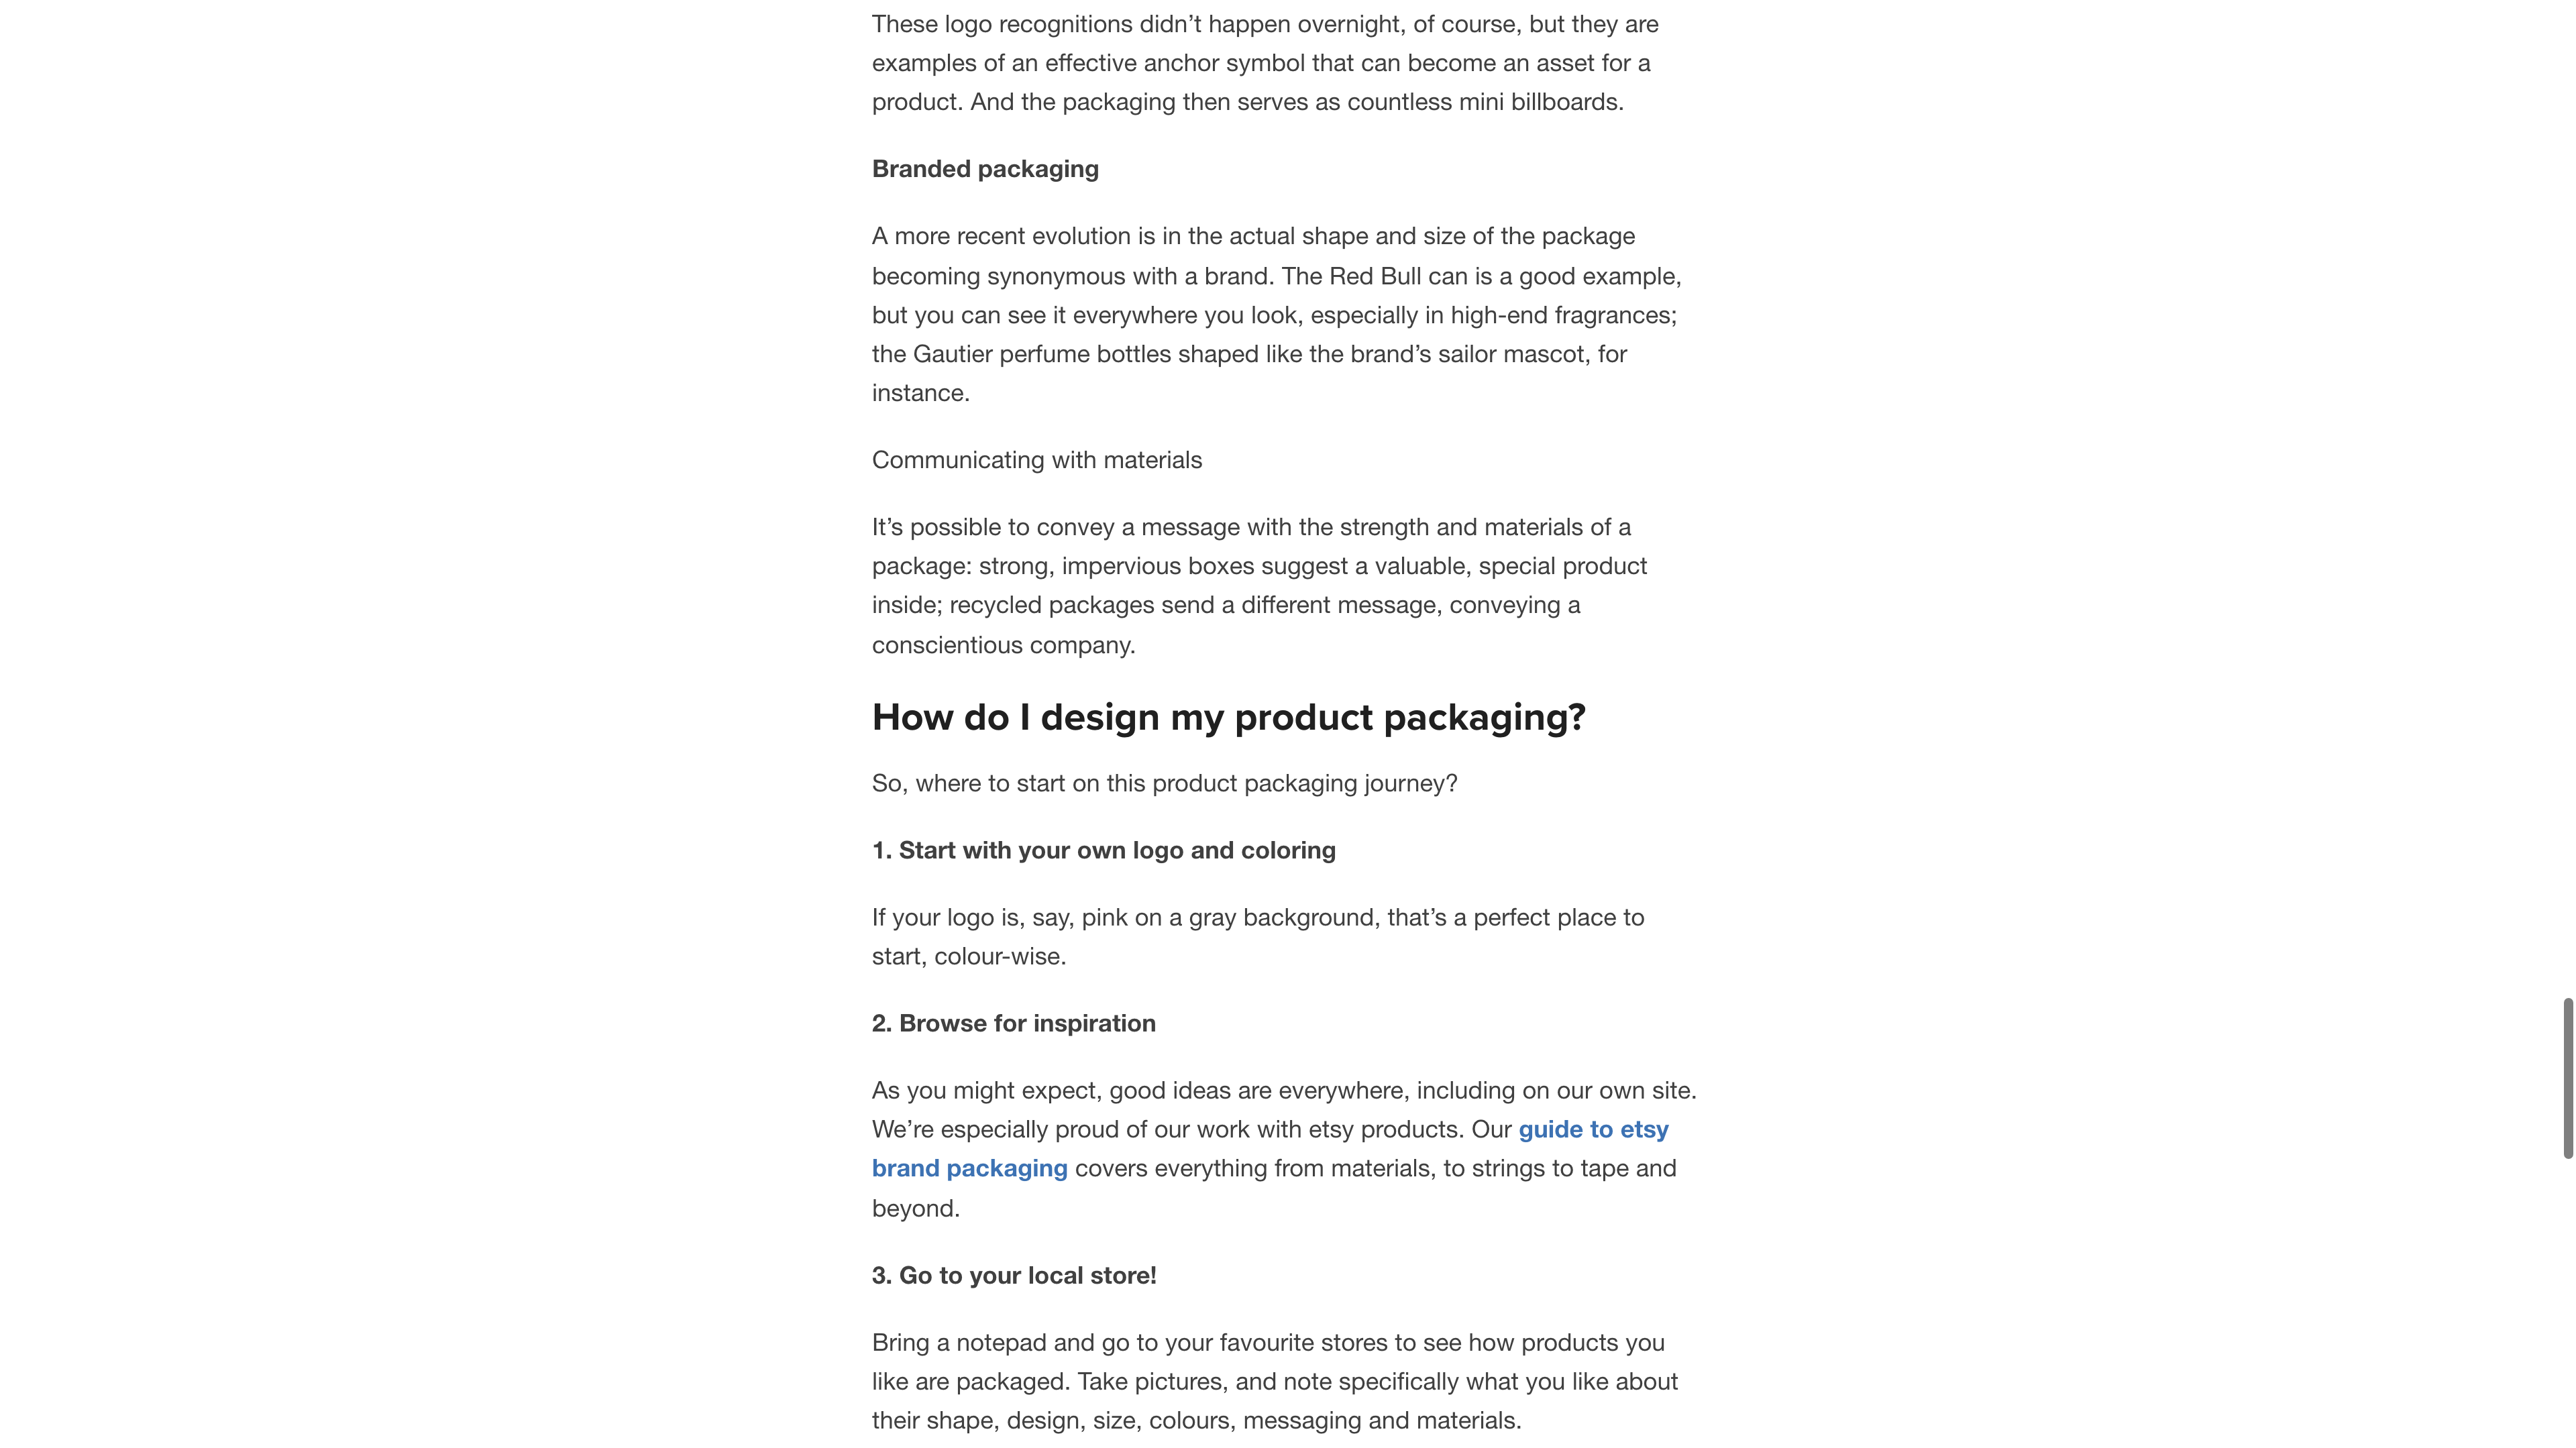 These logo recognitions didn’t happen overnight, of course, but they are
examples of an effective anchor symbol that can become an asset for a
product. And the packaging then serves as countless mini billboards.
Branded packaging
A more recent evolution is in the actual shape and size of the package
becoming synonymous with a brand. The Red Bull can is a good example,
but you can see it everywhere you look, especially in high-end fragrances;
the Gautier perfume bottles shaped like the brand’s sailor mascot, for
instance.
Communicating with materials
It’s possible to convey a message with the strength and materials of a
package: strong, impervious boxes suggest a valuable, special product
inside; recycled packages send a different message, conveying a
conscientious company.
How do I design my product packaging?
So, where to start on this product packaging journey?
1. Start with your own logo and coloring
If your logo is, say, pink on a gray background, that’s a perfect place to
start, colour-wise.
2. Browse for inspiration
As you might expect, good ideas are everywhere, including on our own site.
We’re especially proud of our work with etsy products. Our guide to etsy
brand packaging covers everything from materials, to strings to tape and
beyond.
3. Go to your local store!
Bring a notepad and go to your favourite stores to see how products you
like are packaged. Take pictures, and note specifically what you like about
their shape, design, size, colours, messaging and materials.